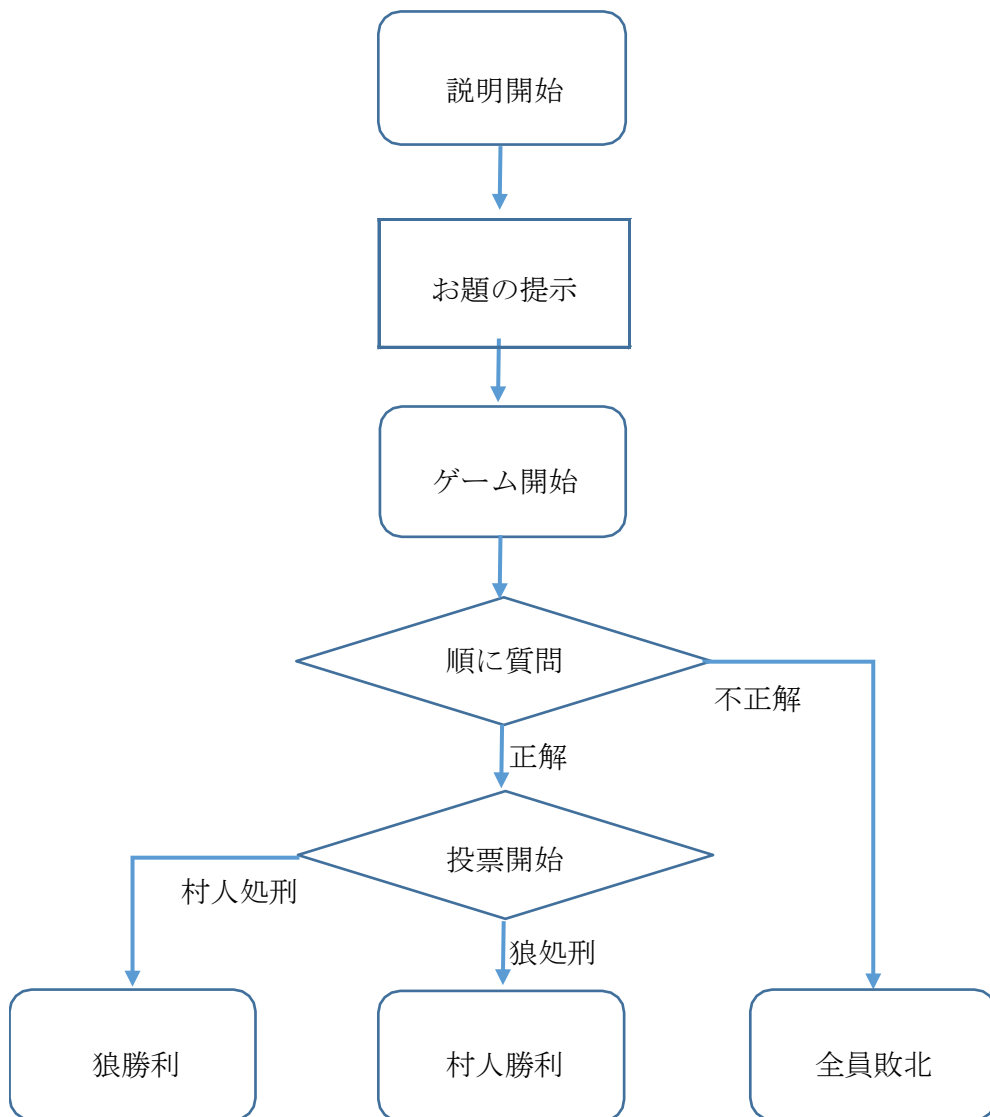 説明開始
お題の提示
ゲーム開始
順に質問
不正解
正解
投票開始
村人処刑
狼処刑
狼勝利
村人勝利
全員敗北